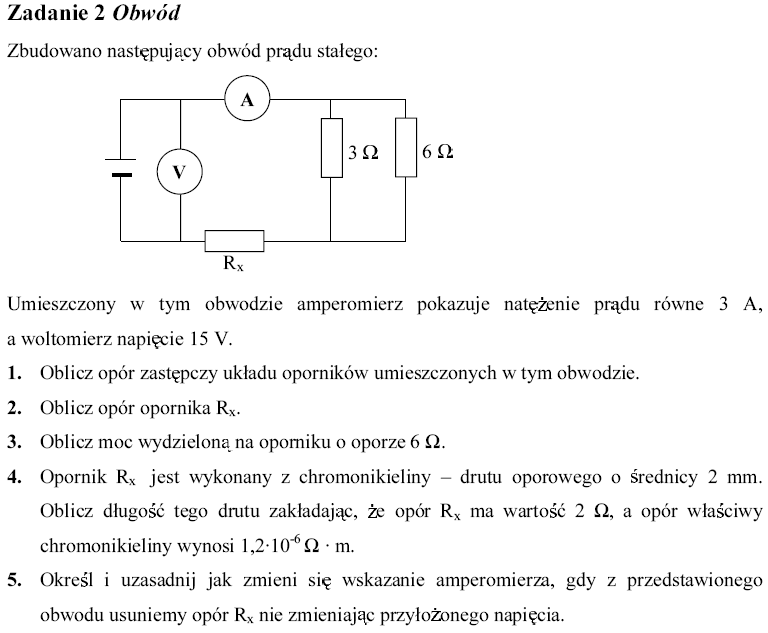 Zadanie 2 Obwód
Zbudowano następujący obwód prądu stałego:
A
3 Ω
6 Ω
V
Rx
Umieszczony w tym obwodzie amperomierz pokazuje natężenie prądu równe 3 A,
a woltomierz napięcie 15 V.
1. Oblicz opór zastępczy układu oporników umieszczonych w tym obwodzie.
2. Oblicz opór opornika Rx.
3. Oblicz moc wydzieloną na oporniku o oporze 6 Ω.
4. Opornik Rx jest wykonany z chromonikieliny – drutu oporowego o średnicy 2 mm.
Oblicz długość tego drutu zakładając, że opór Rx ma wartość 2 Ω, a opór właściwy
chromonikieliny wynosi 1,2·10⁻⁶ Ω · m.
5. Określ i uzasadnij jak zmieni się wskazanie amperomierza, gdy z przedstawionego
obwodu usuniemy opór Rx nie zmieniając przyłożonego napięcia.